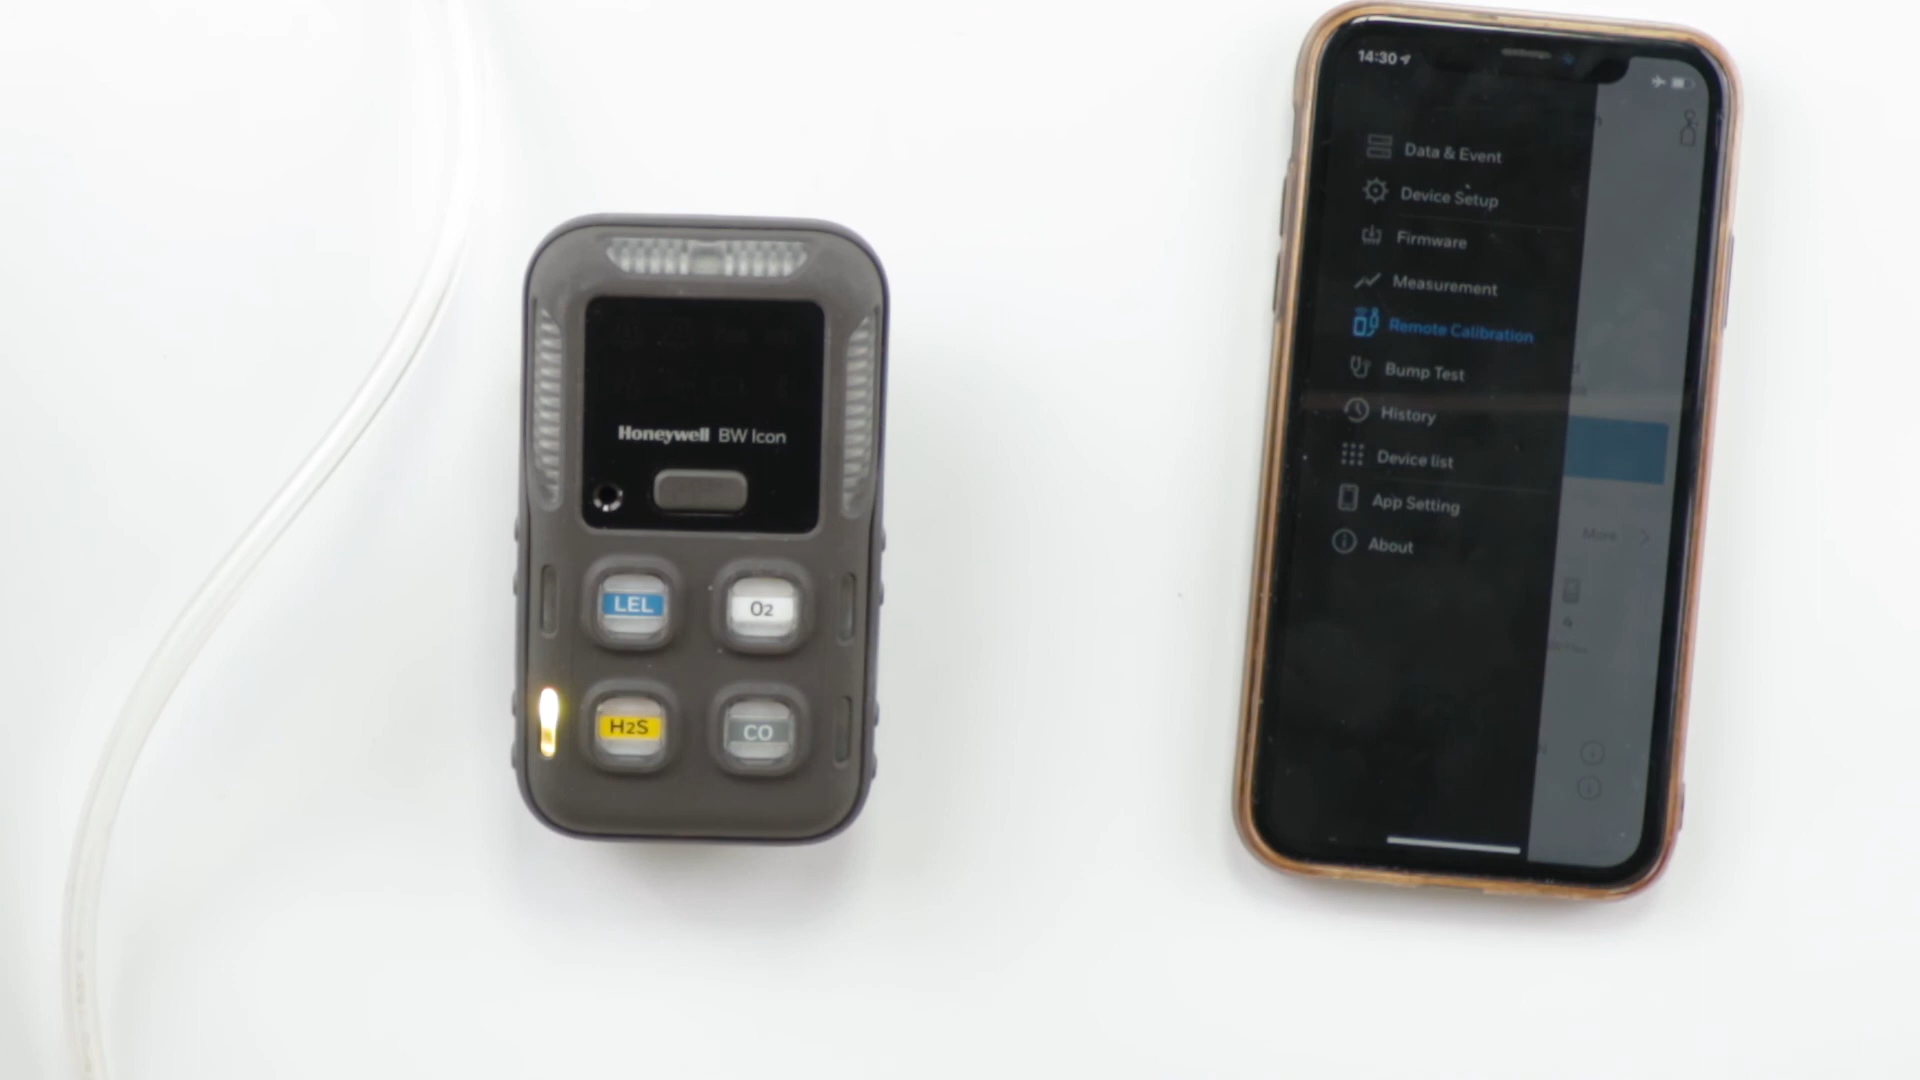 Honeywell BW Icon
LEL
O2
H2S
CO
14:30
Data & Event
Device Setup
Firmware
Measurement
Remote Calibration
Bump Test
History
Device list
App Setting
About
More